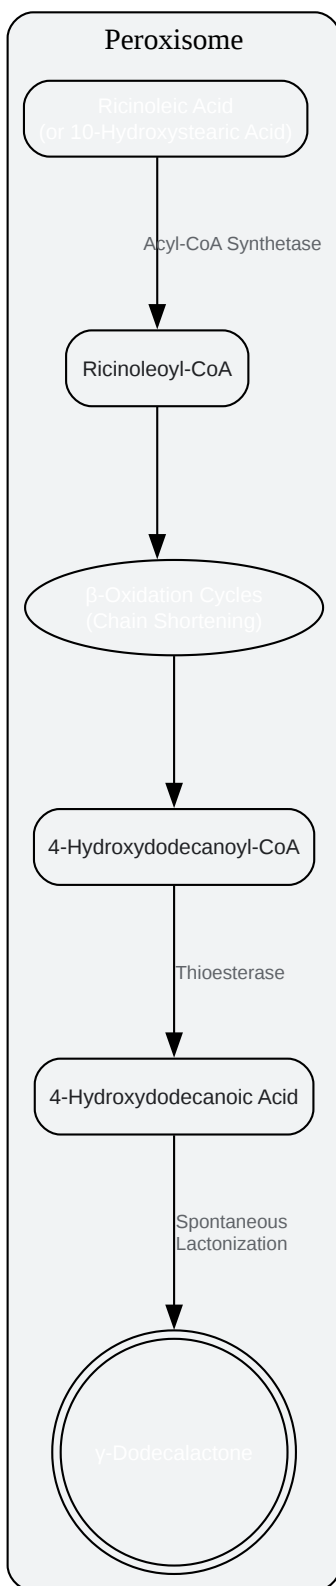 Peroxisome
Ricinoleic Acid
(or 10-Hydroxystearic Acid)
Acyl-CoA Synthetase
Ricinoleoyl-CoA
β-Oxidation Cycles
(Chain Shortening)
4-Hydroxydodecanoyl-CoA
Thioesterase
4-Hydroxydodecanoic Acid
Spontaneous
Lactonization
γ-Dodecalactone